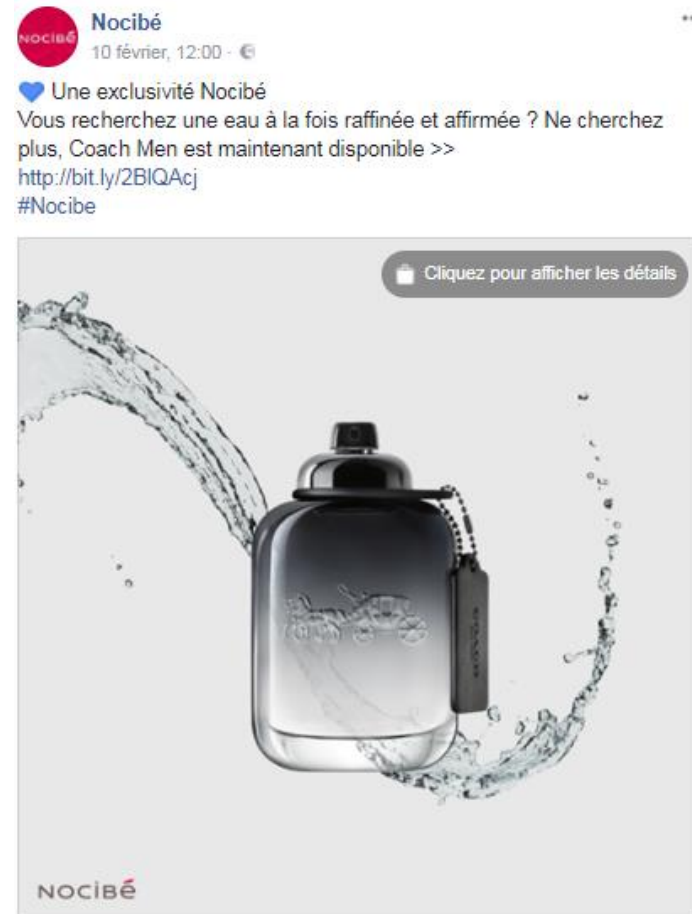 NOCIBÉ
Nocibé
10 février, 12:00 ·
💙 Une exclusivité Nocibé
Vous recherchez une eau à la fois raffinée et affirmée ? Ne cherchez
plus, Coach Men est maintenant disponible >>
http://bit.ly/2BlQAcj
#Nocibe
Cliquez pour afficher les détails
COACH
NOCIBÉ